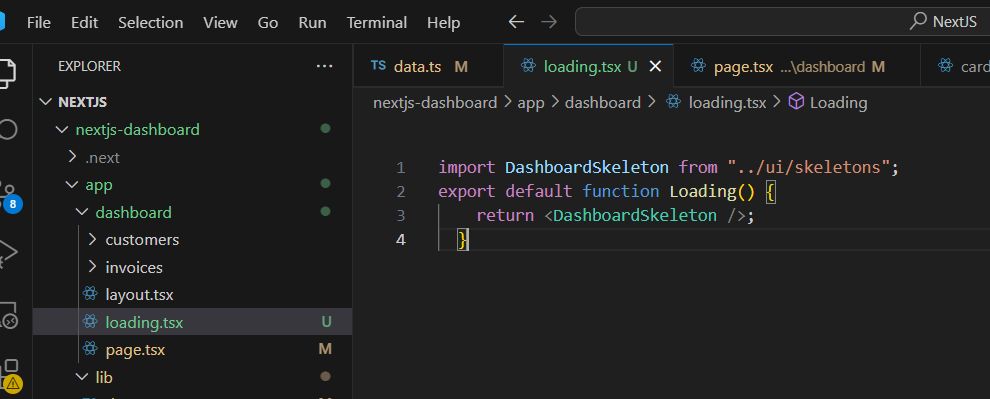 File Edit Selection View Go Run Terminal Help NextJS
EXPLORER ...
TS data.ts M loading.tsx U page.tsx ...\dashboard M card
NEXTJS
nextjs-dashboard > app > dashboard > loading.tsx > Loading
nextjs-dashboard
.next
app
dashboard
customers
invoices
layout.tsx
loading.tsx U
page.tsx M
lib
8
1 import DashboardSkeleton from "../ui/skeletons";
2 export default function Loading() {
3 return <DashboardSkeleton />;
4 }